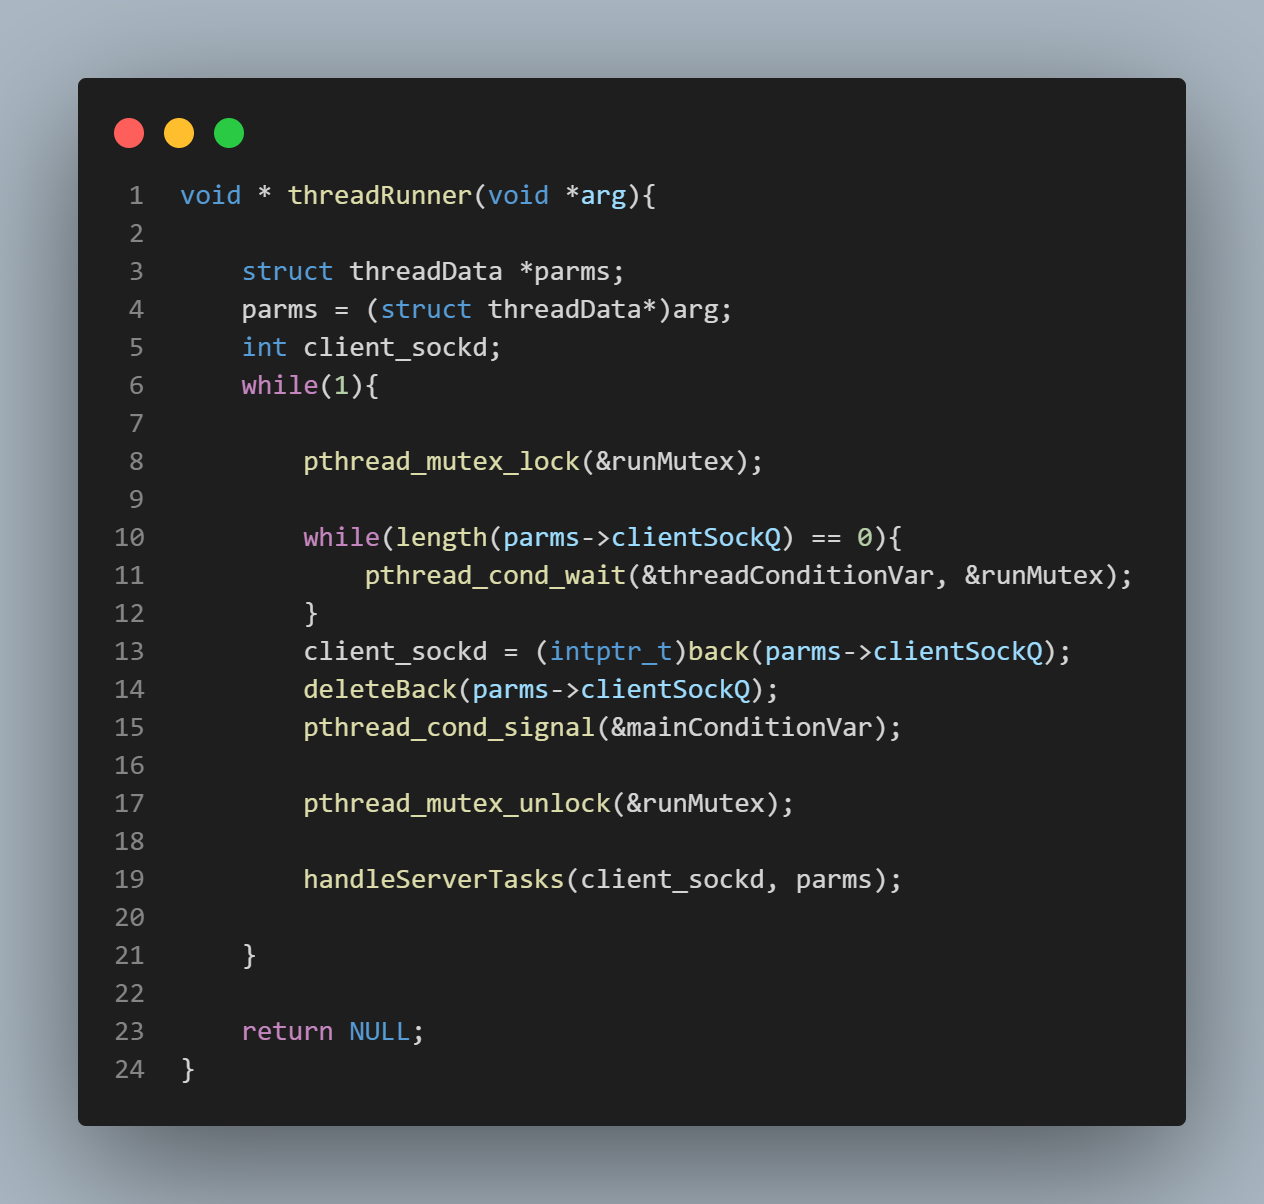 1 void * threadRunner(void *arg){
2
3     struct threadData *parms;
4     parms = (struct threadData*)arg;
5     int client_sockd;
6     while(1){
7
8         pthread_mutex_lock(&runMutex);
9
10         while(length(parms->clientSockQ) == 0){
11             pthread_cond_wait(&threadConditionVar, &runMutex);
12         }
13         client_sockd = (intptr_t)back(parms->clientSockQ);
14         deleteBack(parms->clientSockQ);
15         pthread_cond_signal(&mainConditionVar);
16
17         pthread_mutex_unlock(&runMutex);
18
19         handleServerTasks(client_sockd, parms);
20
21     }
22
23     return NULL;
24 }